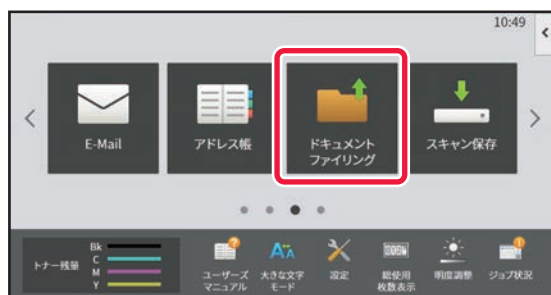 10:49
E-Mail
アドレス帳
ドキュメント
ファイリング
スキャン保存
トナー残量
Bk
C
M
Y
ユーザーズ
マニュアル
大きな文字
モード
設定
総使用
枚数表示
明度調整
ジョブ状況